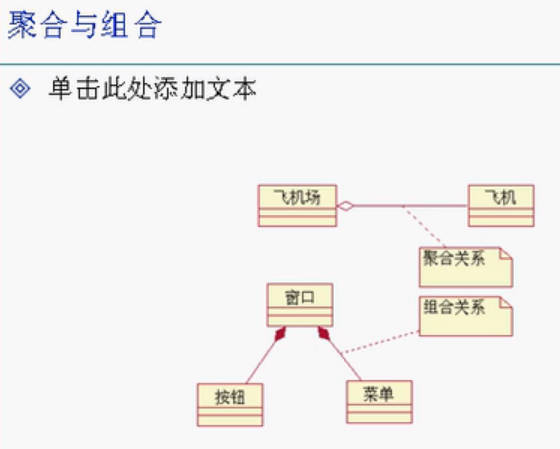 聚合与组合
单击此处添加文本
飞机场
飞机
聚合关系
窗口
组合关系
按钮
菜单